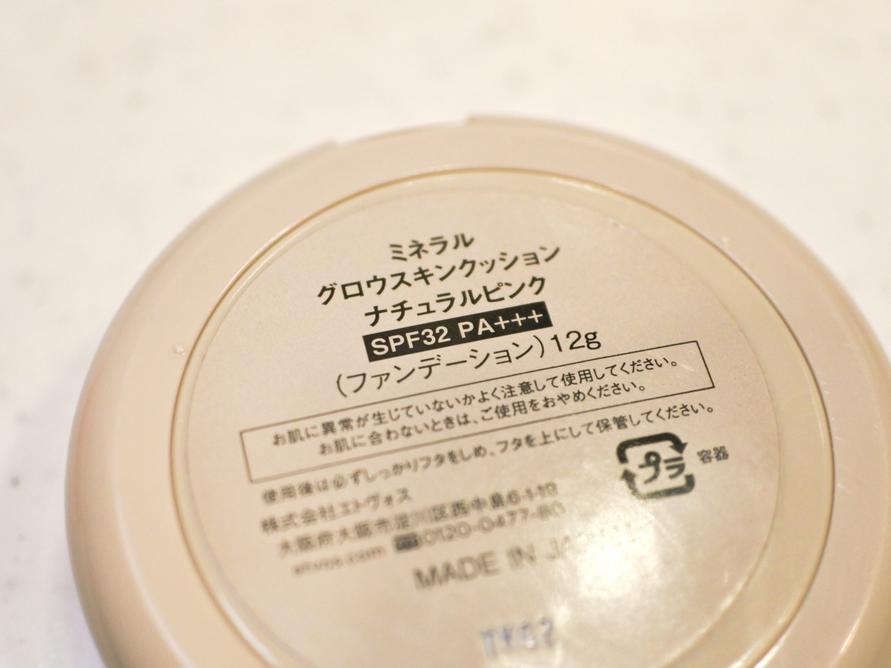 ミネラル
グロウスキンクッション
ナチュラルピンク
SPF32 PA+++
(ファンデーション)12g
お肌に異常が生じていないかよく注意して使用してください。
お肌に合わないときは、ご使用をおやめください。
使用後は必ずしっかりフタをしめ、フタを上にして保管してください。
プラ 容器
株式会社エトヴォス
大阪府大阪市淀川区西中島6-1-19
etvos.com 0120-0477-80
MADE IN